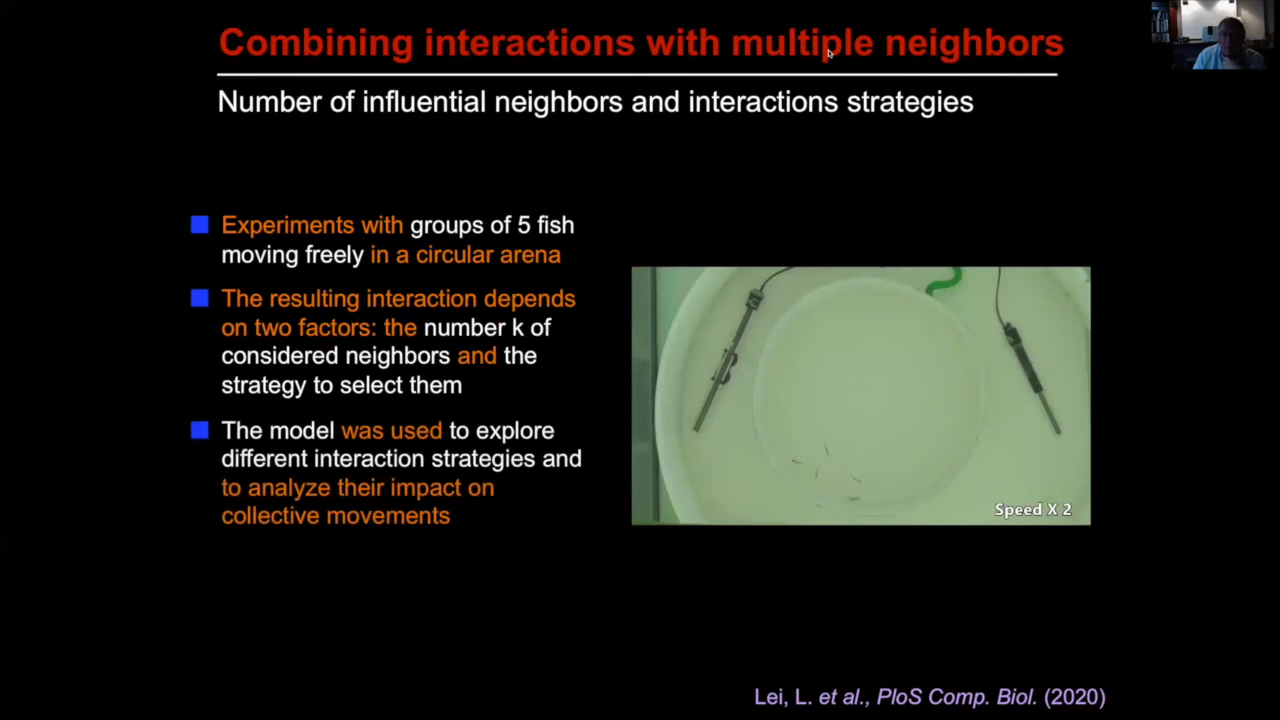 Combining interactions with multiple neighbors
Number of influential neighbors and interactions strategies
Experiments with groups of 5 fish
moving freely in a circular arena
The resulting interaction depends
on two factors: the number k of
considered neighbors and the
strategy to select them
The model was used to explore
different interaction strategies and
to analyze their impact on
collective movements
Speed X 2
Lei, L. et al., PloS Comp. Biol. (2020)